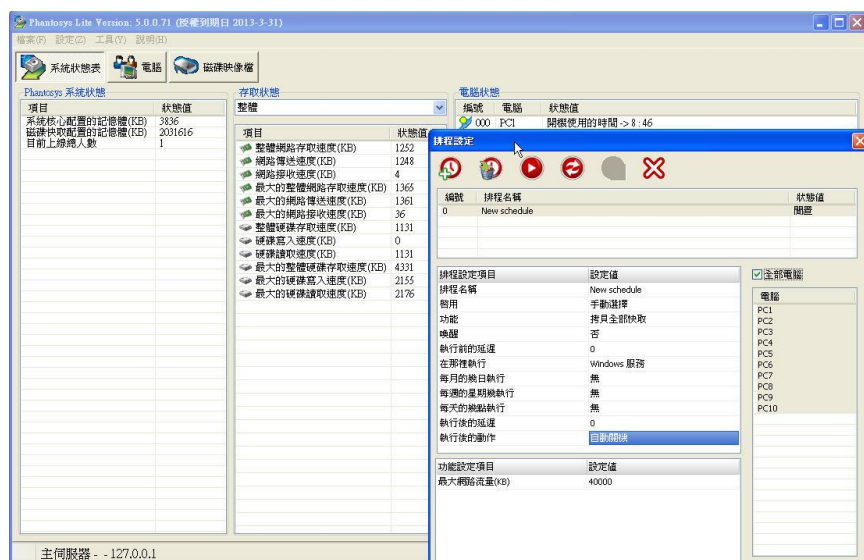 Phantosys Lite Version: 5.0.0.71 (授權到期日 2013-3-31)
檔案(F) 設定(Z) 工具(Y) 說明(H)
系統狀態表 電腦 磁碟映像檔
Phantosys 系統狀態
項目 狀態值
系統核心配置的記憶體(KB) 3836
磁碟快取配置的記憶體(KB) 2031616
目前上線總人數 1
存取狀態
整體
項目 狀態值
整體網路存取速度(KB) 1252
網路傳送速度(KB) 1248
網路接收速度(KB) 4
最大的整體網路存取速度(KB) 1365
最大的網路傳送速度(KB) 1361
最大的網路接收速度(KB) 36
整體硬碟存取速度(KB) 1131
硬碟寫入速度(KB) 0
硬碟讀取速度(KB) 1131
最大的整體硬碟存取速度(KB) 4331
最大的硬碟寫入速度(KB) 2155
最大的硬碟讀取速度(KB) 2176
電腦狀態
編號 電腦 狀態值
000 PC1 開機使用的時間 -> 8 : 46
排程設定
編號 排程名稱 狀態值
0 New schedule 閒置
排程設定項目 設定值
排程名稱 New schedule
啟用 手動選擇
功能 拷貝全部快取
喚醒 否
執行前的延遲 0
在那裡執行 Windows 服務
每月的幾日執行 無
每週的星期幾執行 無
每天的幾點執行 無
執行後的延遲 0
執行後的動作 自動關機
全部電腦
電腦
PC1
PC2
PC3
PC4
PC5
PC6
PC7
PC8
PC9
PC10
功能設定項目 設定值
最大網路流量(KB) 40000
主伺服器 - - 127.0.0.1